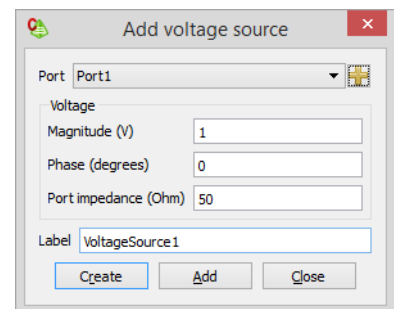 Add voltage source
Port Port1
Voltage
Magnitude (V) 1
Phase (degrees) 0
Port impedance (Ohm) 50
Label VoltageSource1
Create Add Close